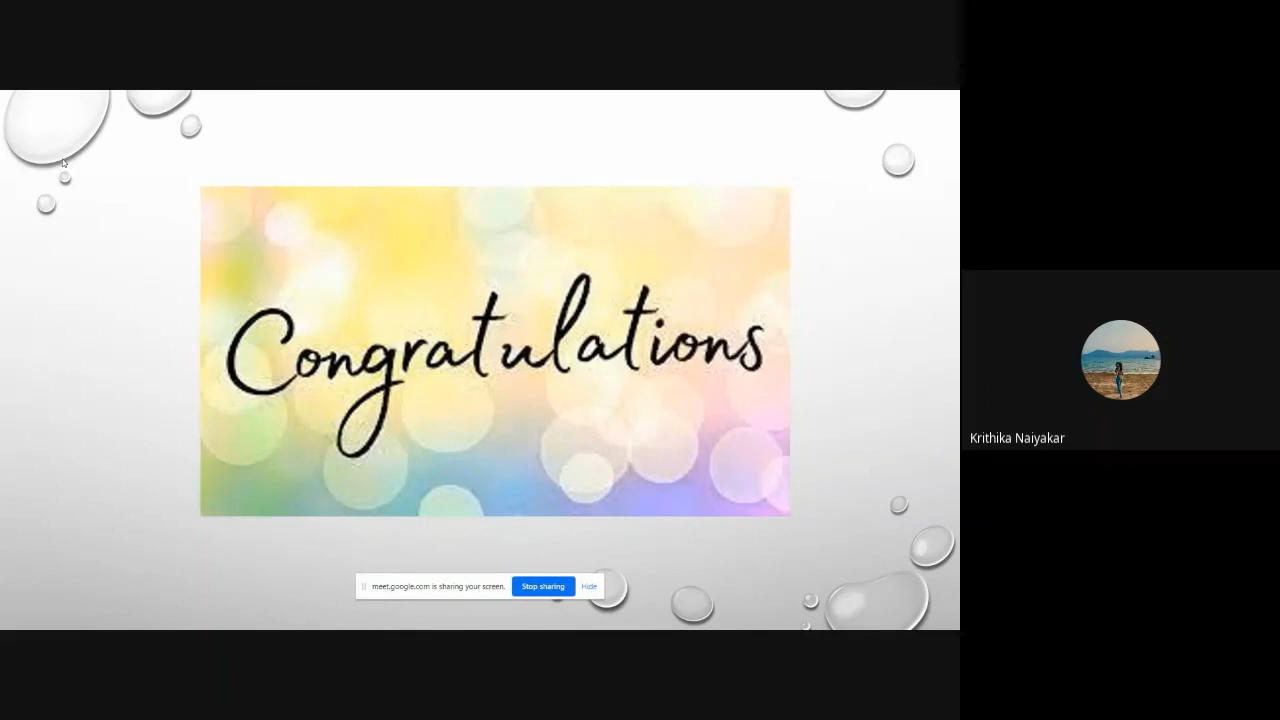 Congratulations
Krithika Naiyakar
meet.google.com is sharing your screen. Stop sharing Hide